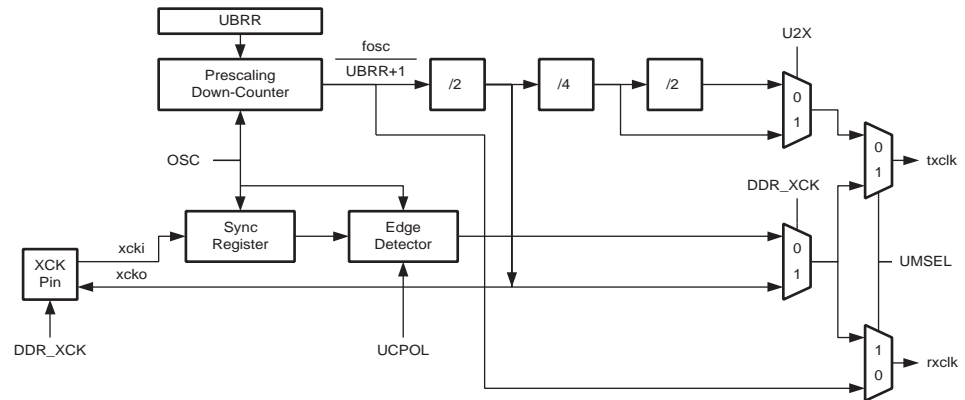 UBRR
fosc
U2X
Prescaling
Down-Counter
UBRR+1
/2
/4
/2
0
1
OSC
0
1
txclk
DDR_XCK
Sync
Register
Edge
Detector
xcki
0
1
UMSEL
XCK
Pin
xcko
DDR_XCK
UCPOL
1
0
rxclk